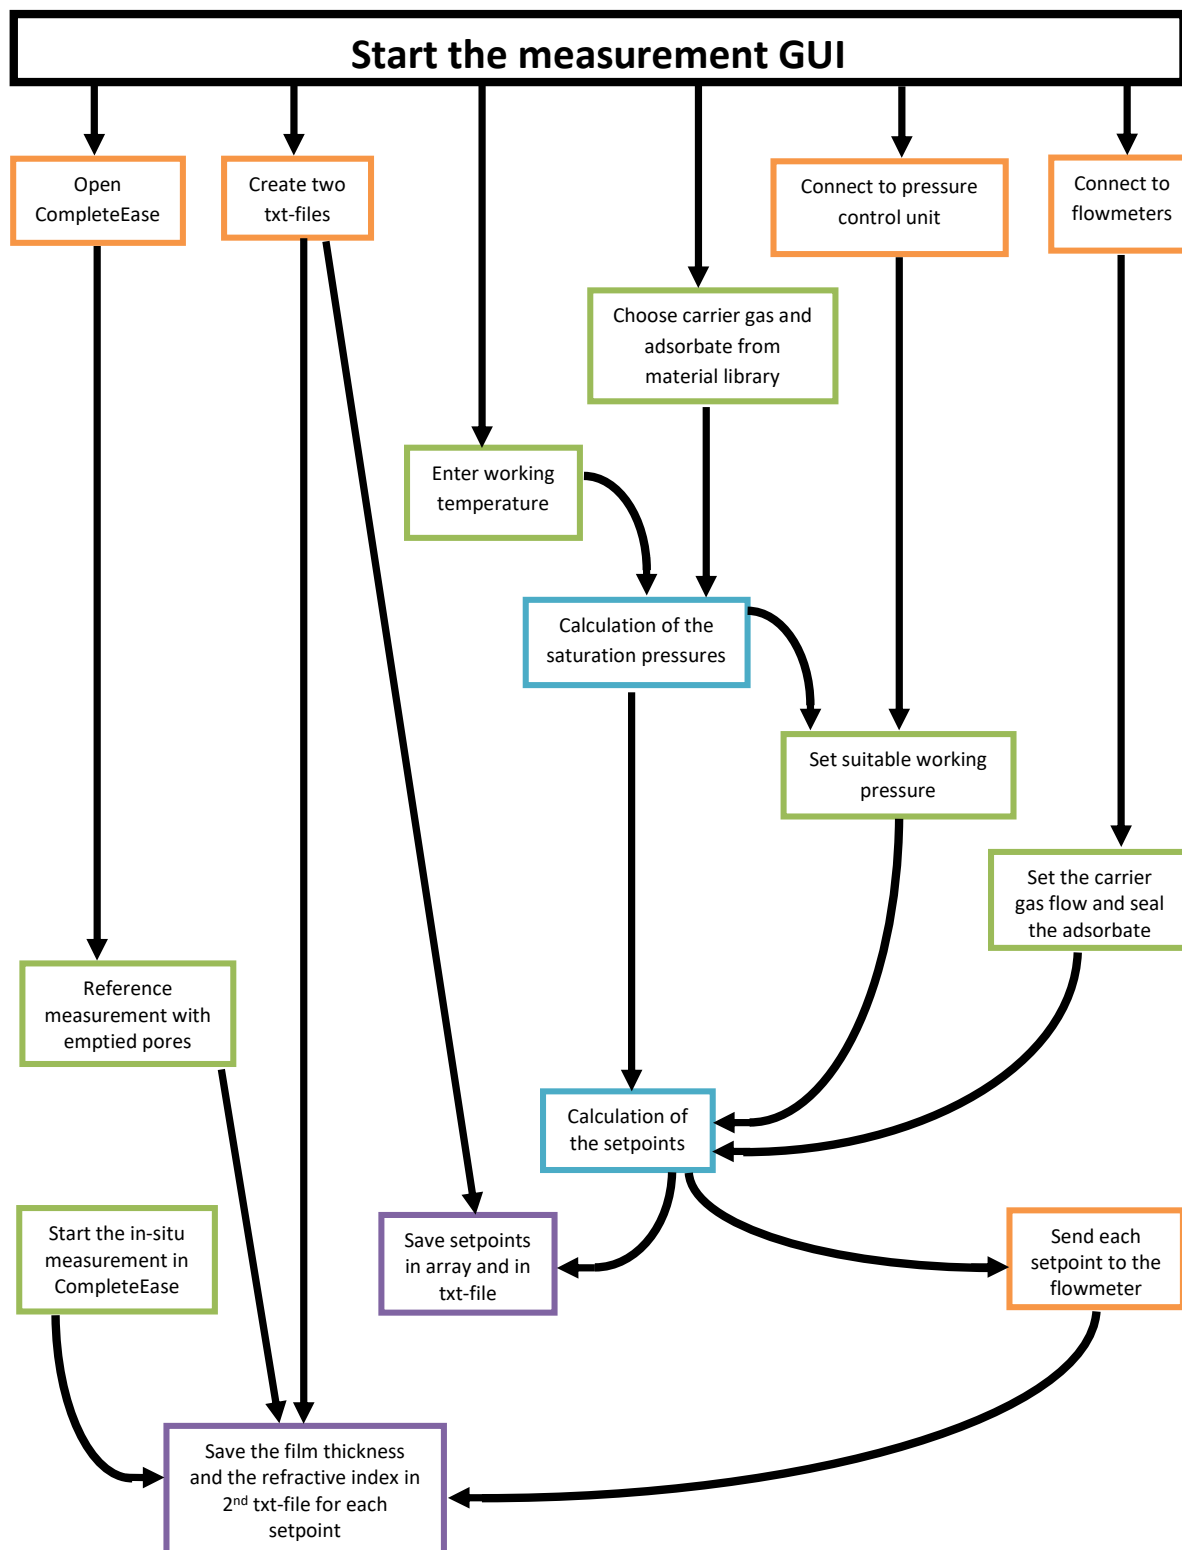 Start the measurement GUI
Open
CompleteEase
Create two
txt-files
Connect to pressure
control unit
Connect to
flowmeters
Choose carrier gas and
adsorbate from
material library
Enter working
temperature
Calculation of the
saturation pressures
Set suitable working
pressure
Set the carrier
gas flow and seal
the adsorbate
Reference
measurement with
emptied pores
Calculation of
the setpoints
Start the in-situ
measurement in
CompleteEase
Save setpoints
in array and in
txt-file
Send each
setpoint to the
flowmeter
Save the film thickness
and the refractive index in
2nd txt-file for each
setpoint